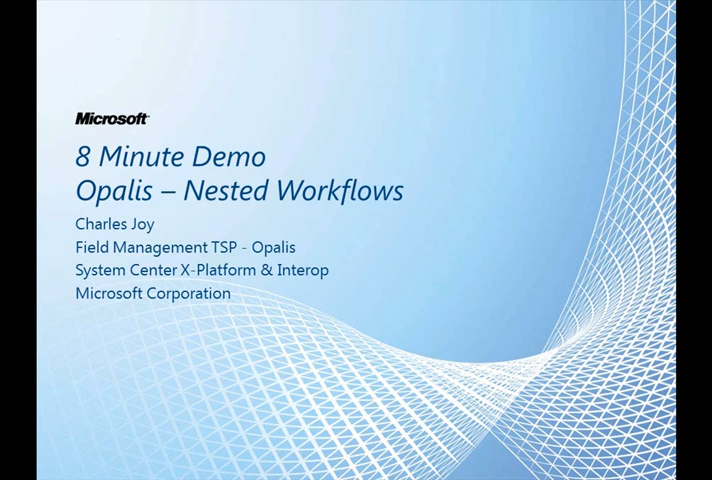 Microsoft
8 Minute Demo
Opalis – Nested Workflows
Charles Joy
Field Management TSP - Opalis
System Center X-Platform & Interop
Microsoft Corporation